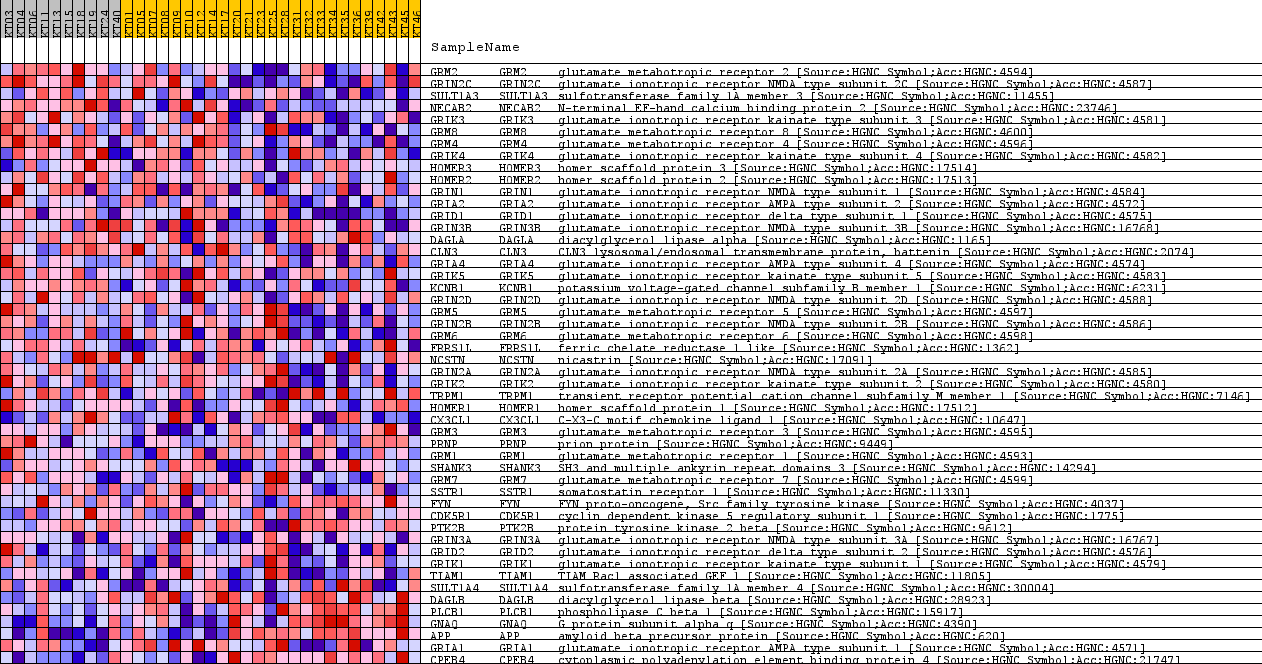 KT03 KT04 KT06 KT11 KT13 KT15 KT18 KT19 KT24 KT40 KT01 KT05 KT07 KT08 KT09 KT10 KT12 KT14 KT17 KT20 KT21 KT23 KT25 KT28 KT31 KT32 KT33 KT34 KT35 KT36 KT39 KT42 KT43 KT45 KT46
SampleName
GRM2 GRM2 glutamate metabotropic receptor 2 [Source:HGNC Symbol;Acc:HGNC:4594]
GRIN2C GRIN2C glutamate ionotropic receptor NMDA type subunit 2C [Source:HGNC Symbol;Acc:HGNC:4587]
SULT1A3 SULT1A3 sulfotransferase family 1A member 3 [Source:HGNC Symbol;Acc:HGNC:11455]
NECAB2 NECAB2 N-terminal EF-hand calcium binding protein 2 [Source:HGNC Symbol;Acc:HGNC:23746]
GRIK3 GRIK3 glutamate ionotropic receptor kainate type subunit 3 [Source:HGNC Symbol;Acc:HGNC:4581]
GRM8 GRM8 glutamate metabotropic receptor 8 [Source:HGNC Symbol;Acc:HGNC:4600]
GRM4 GRM4 glutamate metabotropic receptor 4 [Source:HGNC Symbol;Acc:HGNC:4596]
GRIK4 GRIK4 glutamate ionotropic receptor kainate type subunit 4 [Source:HGNC Symbol;Acc:HGNC:4582]
HOMER3 HOMER3 homer scaffold protein 3 [Source:HGNC Symbol;Acc:HGNC:17514]
HOMER2 HOMER2 homer scaffold protein 2 [Source:HGNC Symbol;Acc:HGNC:17513]
GRIN1 GRIN1 glutamate ionotropic receptor NMDA type subunit 1 [Source:HGNC Symbol;Acc:HGNC:4584]
GRIA2 GRIA2 glutamate ionotropic receptor AMPA type subunit 2 [Source:HGNC Symbol;Acc:HGNC:4572]
GRID1 GRID1 glutamate ionotropic receptor delta type subunit 1 [Source:HGNC Symbol;Acc:HGNC:4575]
GRIN3B GRIN3B glutamate ionotropic receptor NMDA type subunit 3B [Source:HGNC Symbol;Acc:HGNC:16768]
DAGLA DAGLA diacylglycerol lipase alpha [Source:HGNC Symbol;Acc:HGNC:1165]
CLN3 CLN3 CLN3 lysosomal/endosomal transmembrane protein, battenin [Source:HGNC Symbol;Acc:HGNC:2074]
GRIA4 GRIA4 glutamate ionotropic receptor AMPA type subunit 4 [Source:HGNC Symbol;Acc:HGNC:4574]
GRIK5 GRIK5 glutamate ionotropic receptor kainate type subunit 5 [Source:HGNC Symbol;Acc:HGNC:4583]
KCNB1 KCNB1 potassium voltage-gated channel subfamily B member 1 [Source:HGNC Symbol;Acc:HGNC:6231]
GRIN2D GRIN2D glutamate ionotropic receptor NMDA type subunit 2D [Source:HGNC Symbol;Acc:HGNC:4588]
GRM5 GRM5 glutamate metabotropic receptor 5 [Source:HGNC Symbol;Acc:HGNC:4597]
GRIN2B GRIN2B glutamate ionotropic receptor NMDA type subunit 2B [Source:HGNC Symbol;Acc:HGNC:4586]
GRM6 GRM6 glutamate metabotropic receptor 6 [Source:HGNC Symbol;Acc:HGNC:4598]
FRRS1L FRRS1L ferric chelate reductase 1 like [Source:HGNC Symbol;Acc:HGNC:1362]
NCSTN NCSTN nicastrin [Source:HGNC Symbol;Acc:HGNC:17091]
GRIN2A GRIN2A glutamate ionotropic receptor NMDA type subunit 2A [Source:HGNC Symbol;Acc:HGNC:4585]
GRIK2 GRIK2 glutamate ionotropic receptor kainate type subunit 2 [Source:HGNC Symbol;Acc:HGNC:4580]
TRPM1 TRPM1 transient receptor potential cation channel subfamily M member 1 [Source:HGNC Symbol;Acc:HGNC:7146]
HOMER1 HOMER1 homer scaffold protein 1 [Source:HGNC Symbol;Acc:HGNC:17512]
CX3CL1 CX3CL1 C-X3-C motif chemokine ligand 1 [Source:HGNC Symbol;Acc:HGNC:10647]
GRM3 GRM3 glutamate metabotropic receptor 3 [Source:HGNC Symbol;Acc:HGNC:4595]
PRNP PRNP prion protein [Source:HGNC Symbol;Acc:HGNC:9449]
GRM1 GRM1 glutamate metabotropic receptor 1 [Source:HGNC Symbol;Acc:HGNC:4593]
SHANK3 SHANK3 SH3 and multiple ankyrin repeat domains 3 [Source:HGNC Symbol;Acc:HGNC:14294]
GRM7 GRM7 glutamate metabotropic receptor 7 [Source:HGNC Symbol;Acc:HGNC:4599]
SSTR1 SSTR1 somatostatin receptor 1 [Source:HGNC Symbol;Acc:HGNC:11330]
FYN FYN FYN proto-oncogene, Src family tyrosine kinase [Source:HGNC Symbol;Acc:HGNC:4037]
CDK5R1 CDK5R1 cyclin dependent kinase 5 regulatory subunit 1 [Source:HGNC Symbol;Acc:HGNC:1775]
PTK2B PTK2B protein tyrosine kinase 2 beta [Source:HGNC Symbol;Acc:HGNC:9612]
GRIN3A GRIN3A glutamate ionotropic receptor NMDA type subunit 3A [Source:HGNC Symbol;Acc:HGNC:16767]
GRID2 GRID2 glutamate ionotropic receptor delta type subunit 2 [Source:HGNC Symbol;Acc:HGNC:4576]
GRIK1 GRIK1 glutamate ionotropic receptor kainate type subunit 1 [Source:HGNC Symbol;Acc:HGNC:4579]
TIAM1 TIAM1 TIAM Rac1 associated GEF 1 [Source:HGNC Symbol;Acc:HGNC:11805]
SULT1A4 SULT1A4 sulfotransferase family 1A member 4 [Source:HGNC Symbol;Acc:HGNC:30004]
DAGLB DAGLB diacylglycerol lipase beta [Source:HGNC Symbol;Acc:HGNC:28923]
PLCB1 PLCB1 phospholipase C beta 1 [Source:HGNC Symbol;Acc:HGNC:15917]
GNAQ GNAQ G protein subunit alpha q [Source:HGNC Symbol;Acc:HGNC:4390]
APP APP amyloid beta precursor protein [Source:HGNC Symbol;Acc:HGNC:620]
GRIA1 GRIA1 glutamate ionotropic receptor AMPA type subunit 1 [Source:HGNC Symbol;Acc:HGNC:4571]
CPEB4 CPEB4 cytoplasmic polyadenylation element binding protein 4 [Source:HGNC Symbol;Acc:HGNC:21747]